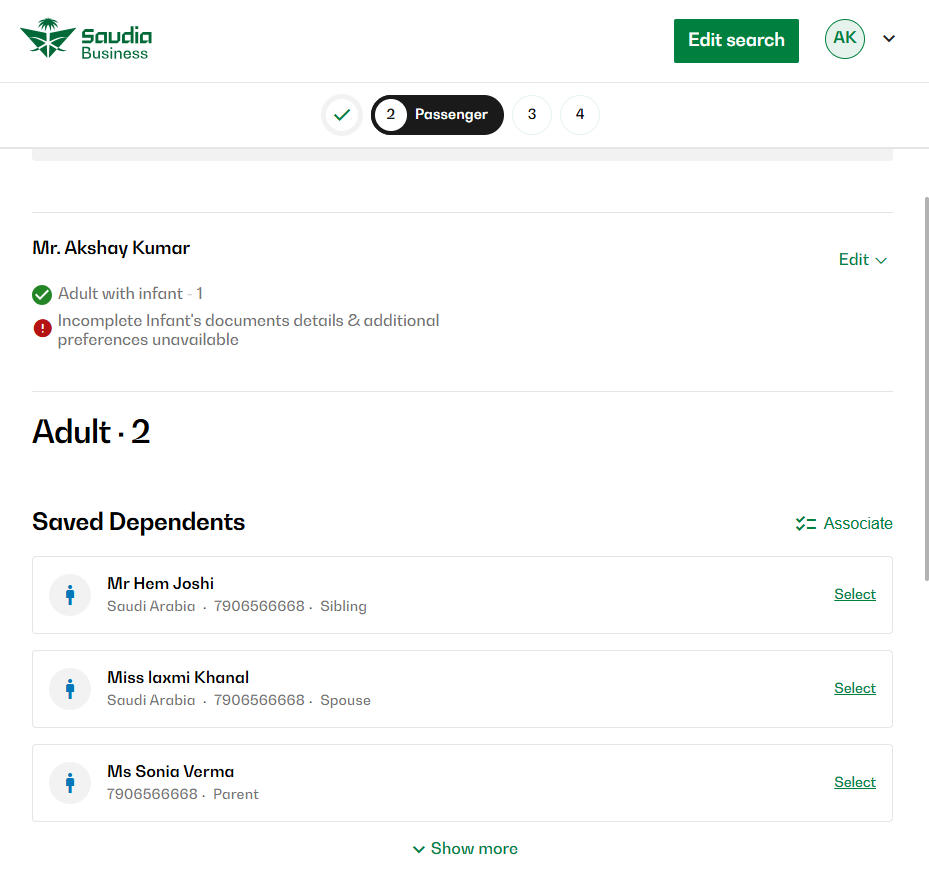 Saudia
Business
Edit search
AK
2
Passenger
3
4
Mr. Akshay Kumar
Edit
Adult with infant - 1
Incomplete Infant's documents details & additional
preferences unavailable
Adult · 2
Saved Dependents
Associate
Mr Hem Joshi
Saudi Arabia · 7906566668 · Sibling
Select
Miss laxmi Khanal
Saudi Arabia · 7906566668 · Spouse
Select
Ms Sonia Verma
7906566668 · Parent
Select
Show more